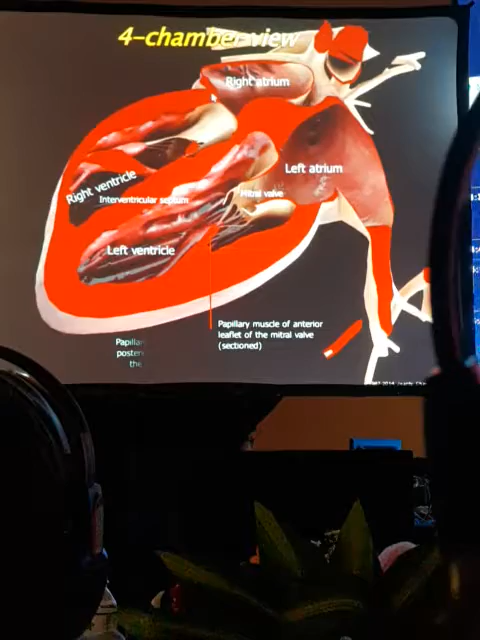 4-chamber view
Right atrium
Left atrium
Right ventricle
Interventricular septum
Mitral valve
Left ventricle
Papillary muscle of anterior
leaflet of the mitral valve
(sectioned)
the